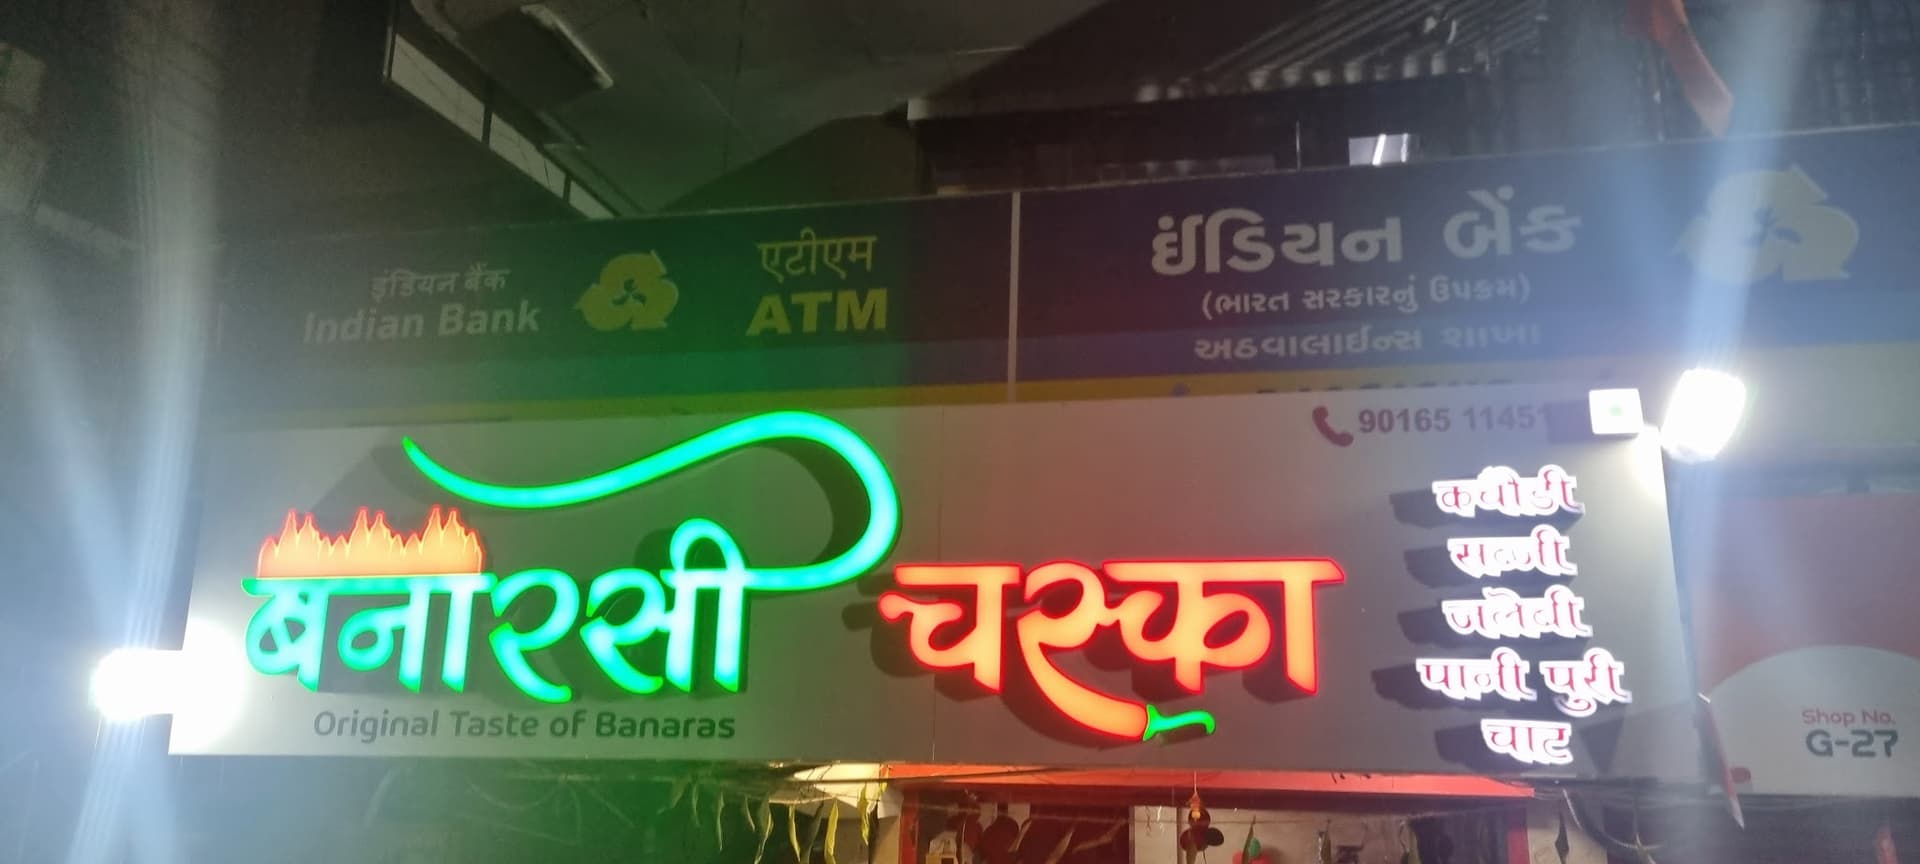 इंडियन बैंक
Indian Bank
एटीएम
ATM
ઈંડિયન બેંક
(ભારત સરકારનું ઉપક્રમ)
અઠવાલાઈન્સ શાખા
90165 11451
बनारसी चस्का
Original Taste of Banaras
कचौडी
सब्जी
जलेबी
पानी पुरी
चाट
Shop No.
G-27